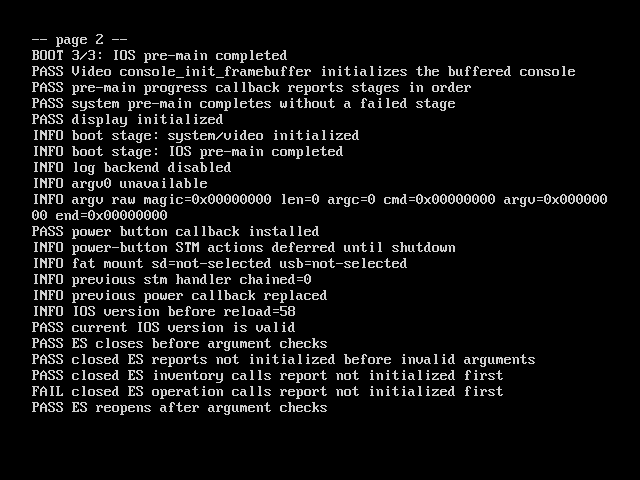 -- page 2 --
BOOT 3/3: IOS pre-main completed
PASS Video console_init_framebuffer initializes the buffered console
PASS pre-main progress callback reports stages in order
PASS system pre-main completes without a failed stage
PASS display initialized
INFO boot stage: system/video initialized
INFO boot stage: IOS pre-main completed
INFO log backend disabled
INFO argv0 unavailable
INFO argv raw magic=0x00000000 len=0 argc=0 cmd=0x00000000 argv=0x000000
00 end=0x00000000
PASS power button callback installed
INFO power-button STM actions deferred until shutdown
INFO fat mount sd=not-selected usb=not-selected
INFO previous stm handler chained=0
INFO previous power callback replaced
INFO IOS version before reload=58
PASS current IOS version is valid
PASS ES closes before argument checks
PASS closed ES reports not initialized before invalid arguments
PASS closed ES inventory calls report not initialized first
FAIL closed ES operation calls report not initialized first
PASS ES reopens after argument checks